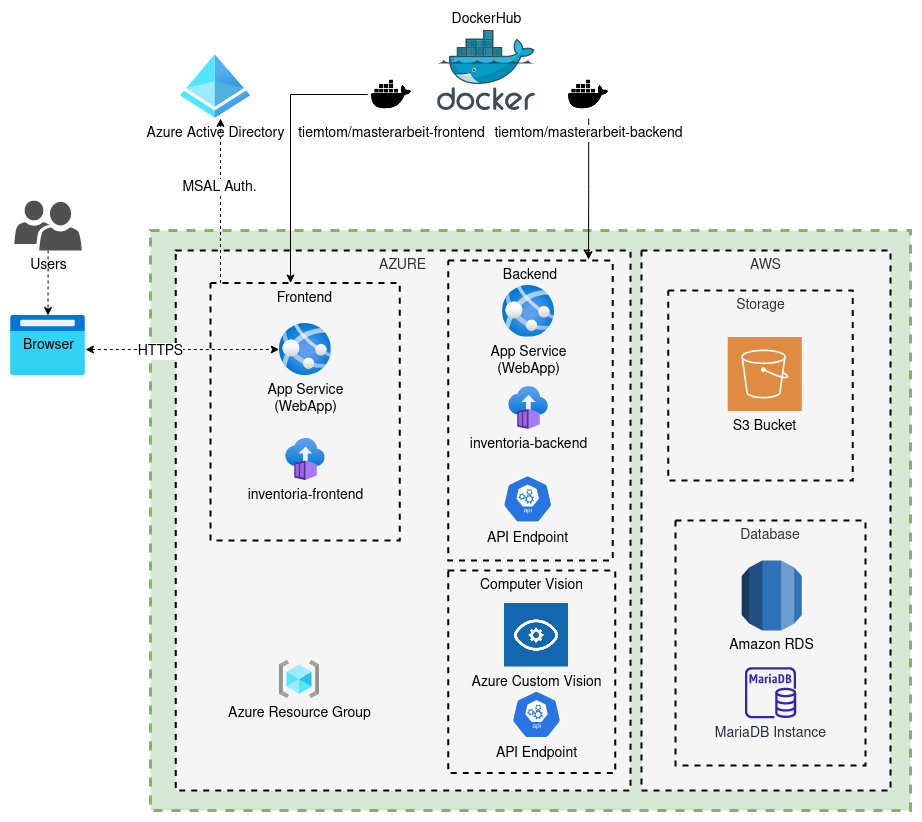 DockerHub
docker
Azure Active Directory
tiemtom/masterarbeit-frontend
tiemtom/masterarbeit-backend
MSAL Auth.
Users
Browser
HTTPS
AZURE
Frontend
App Service
(WebApp)
inventoria-frontend
Azure Resource Group
Backend
App Service
(WebApp)
inventoria-backend
api
API Endpoint
Computer Vision
Azure Custom Vision
api
API Endpoint
AWS
Storage
S3 Bucket
Database
Amazon RDS
MariaDB
MariaDB Instance